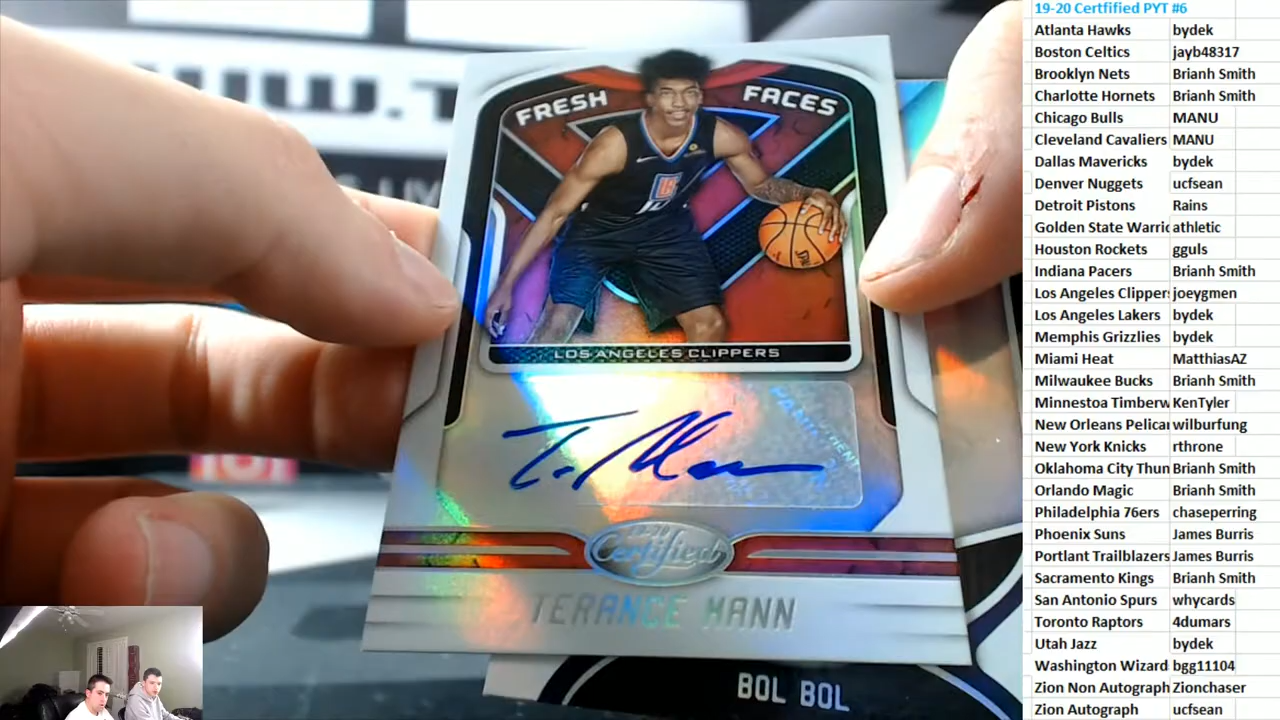 FRESH FACES
LOS ANGELES CLIPPERS
Certified
TERANCE MANN
BOL BOL
19-20 Certfified PYT #6
Atlanta Hawks bydek
Boston Celtics jayb48317
Brooklyn Nets Brianh Smith
Charlotte Hornets Brianh Smith
Chicago Bulls MANU
Cleveland Cavaliers MANU
Dallas Mavericks bydek
Denver Nuggets ucfsean
Detroit Pistons Rains
Golden State Warric athletic
Houston Rockets gguls
Indiana Pacers Brianh Smith
Los Angeles Clipper joeygmen
Los Angeles Lakers bydek
Memphis Grizzlies bydek
Miami Heat MatthiasAZ
Milwaukee Bucks Brianh Smith
Minnestoa Timberw KenTyler
New Orleans Pelica wilburfung
New York Knicks rthrone
Oklahoma City Thun Brianh Smith
Orlando Magic Brianh Smith
Philadelphia 76ers chaseperring
Phoenix Suns James Burris
Portlant Trailblazers James Burris
Sacramento Kings Brianh Smith
San Antonio Spurs whycards
Toronto Raptors 4dumars
Utah Jazz bydek
Washington Wizard bgg11104
Zion Non Autograph Zionchaser
Zion Autograph ucfsean